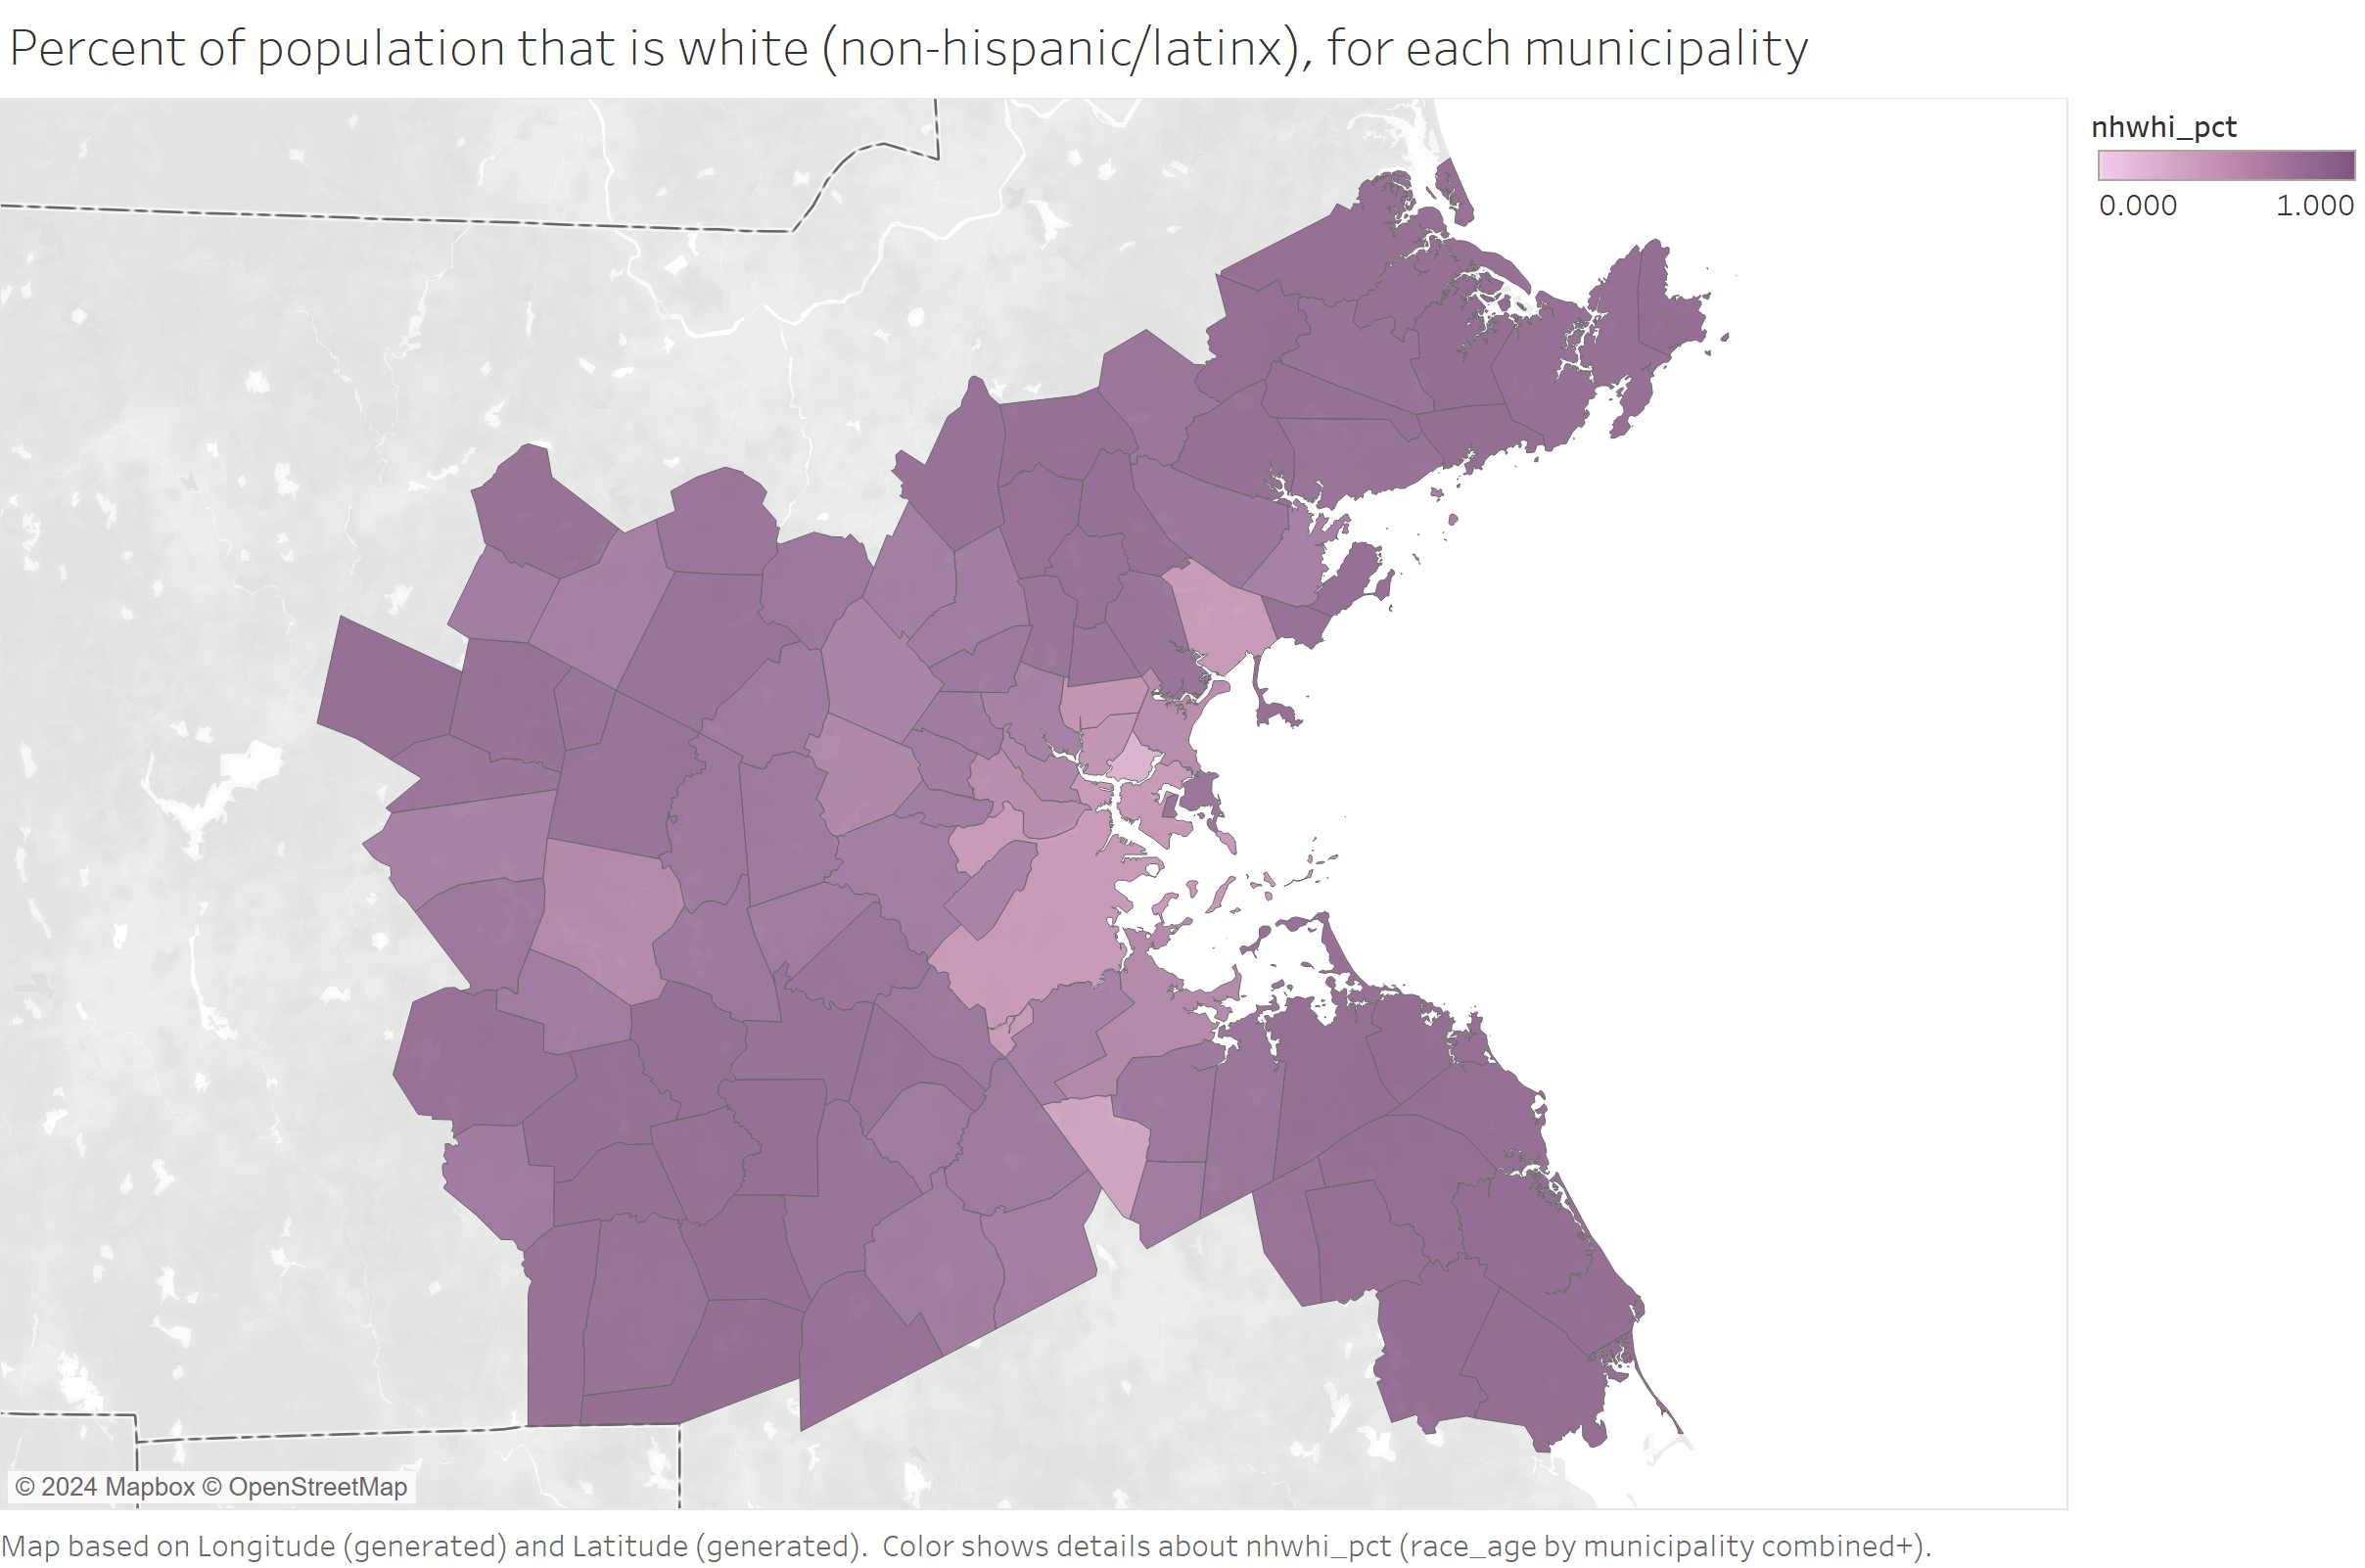 Percent of population that is white (non-hispanic/latinx), for each municipality
nhwhi_pct
0.000 1.000
© 2024 Mapbox © OpenStreetMap
Map based on Longitude (generated) and Latitude (generated).  Color shows details about nhwhi_pct (race_age by municipality combined+).